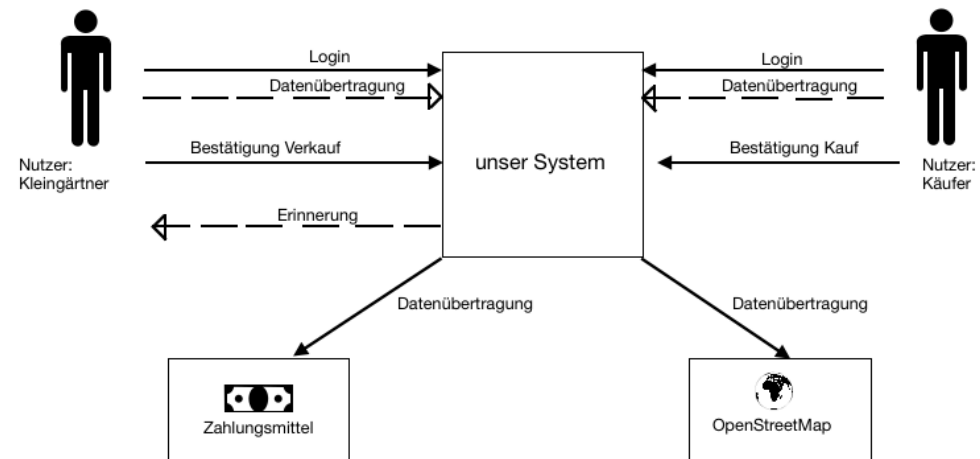 Login
Login
Datenübertragung
Datenübertragung
Bestätigung Verkauf
unser System
Bestätigung Kauf
Nutzer:
Kleingärtner
Nutzer:
Käufer
Erinnerung
Datenübertragung
Datenübertragung
Zahlungsmittel
OpenStreetMap